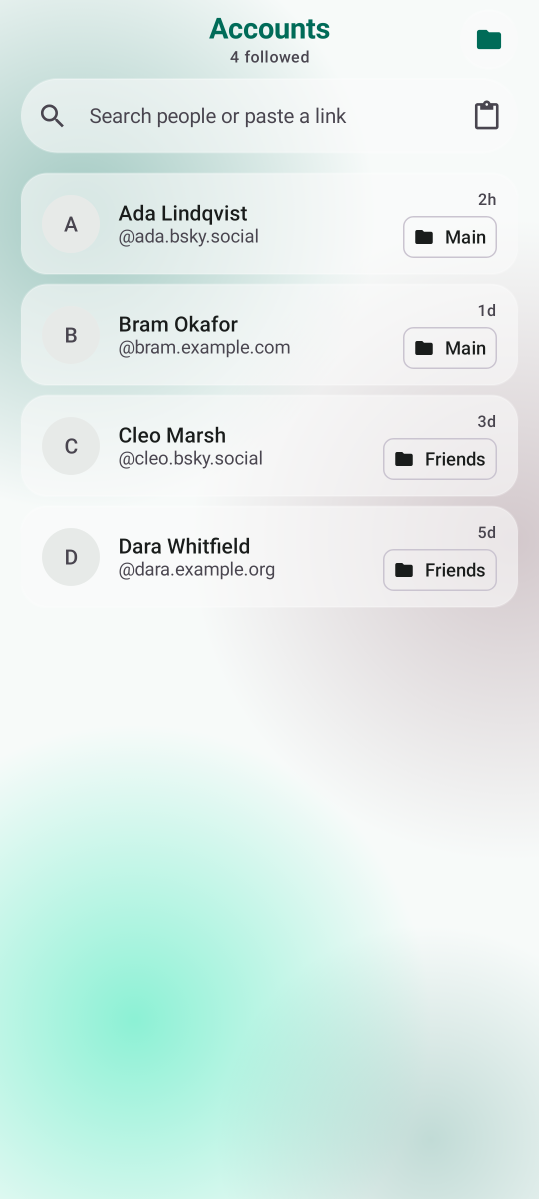 Accounts
4 followed
Search people or paste a link
A
Ada Lindqvist
@ada.bsky.social
2h
Main
B
Bram Okafor
@bram.example.com
1d
Main
C
Cleo Marsh
@cleo.bsky.social
3d
Friends
D
Dara Whitfield
@dara.example.org
5d
Friends